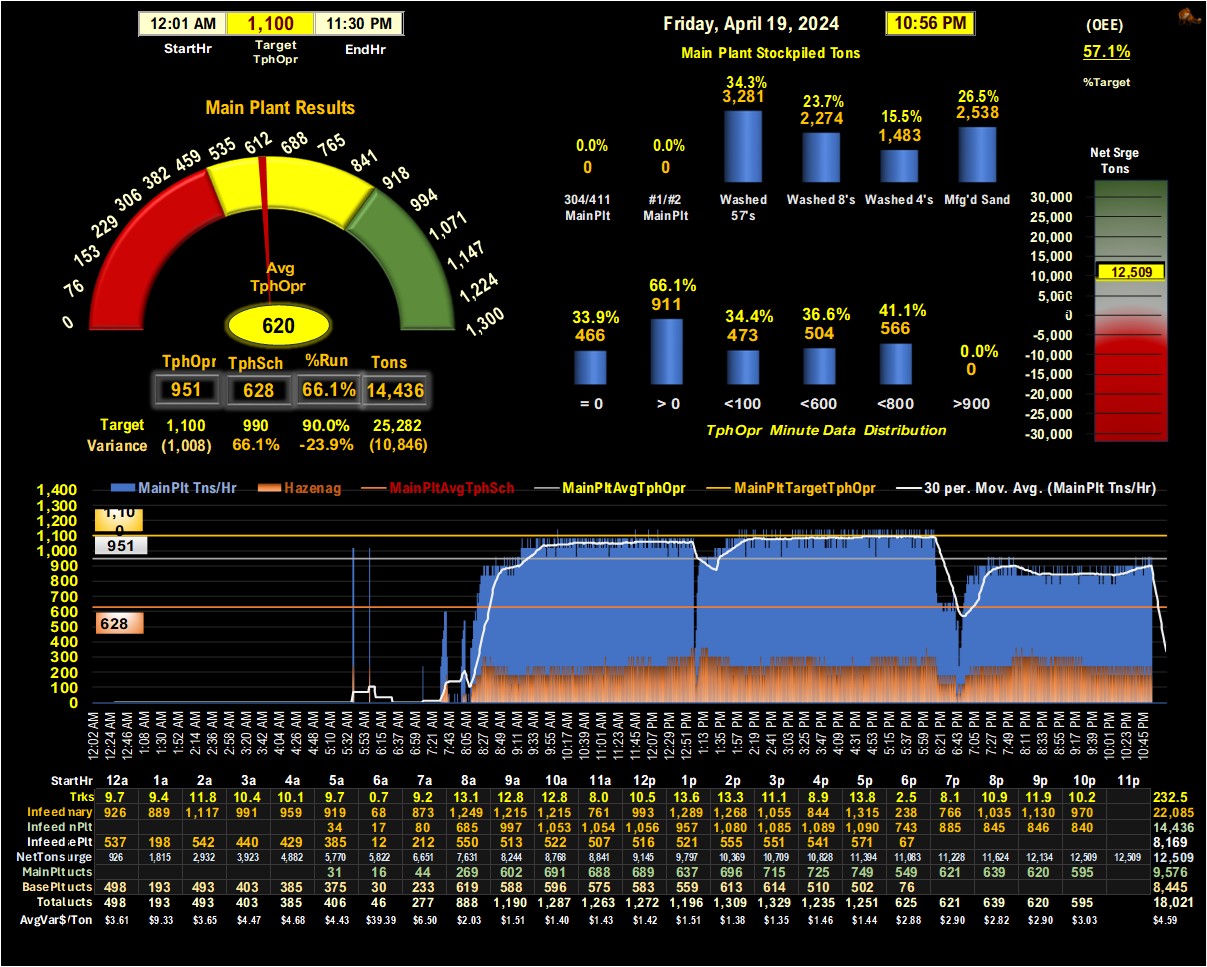 12:01 AM 1,100 11:30 PM
StartHr Target TphOpr EndHr
Friday, April 19, 2024 10:56 PM
(OEE)
57.1%
%Target
Main Plant Stockpiled Tons
34.3% 23.7% 15.5% 26.5%
3,281 2,274 1,483 2,538
0.0% 0.0%
0 0
304/411 MainPlt #1/#2 MainPlt Washed 57's Washed 8's Washed 4's Mfg'd Sand
Main Plant Results
0 76 153 229 306 382 459 535 612 688 765 841 918 994 1,071 1,147 1,224 1,300
Avg
TphOpr
620
TphOpr TphSch %Run Tons
951 628 66.1% 14,436
Target 1,100 990 90.0% 25,282
Variance (1,008) 66.1% -23.9% (10,846)
33.9% 66.1% 34.4% 36.6% 41.1% 0.0%
466 911 473 504 566 0
= 0 > 0 <100 <600 <800 >900
TphOpr Minute Data Distribution
Net Srge
Tons
30,000
25,000
20,000
15,000
10,000
5,000
0
-5,000
-10,000
-15,000
-20,000
-25,000
-30,000
12,509
MainPlt Tns/Hr Hazenag MainPltAvgTphSch MainPltAvgTphOpr MainPltTargetTphOpr 30 per. Mov. Avg. (MainPlt Tns/Hr)
1,400
1,300
1,200
1,100
1,000
900
800
700
600
500
400
300
200
100
0
1,10
0
951
628
12:02 AM 12:24 AM 12:46 AM 1:08 AM 1:30 AM 1:52 AM 2:14 AM 2:36 AM 2:58 AM 3:20 AM 3:42 AM 4:04 AM 4:26 AM 4:48 AM 5:10 AM 5:32 AM 5:53 AM 6:15 AM 6:37 AM 6:59 AM 7:21 AM 7:43 AM 8:05 AM 8:27 AM 8:49 AM 9:11 AM 9:33 AM 9:55 AM 10:17 AM 10:39 AM 11:01 AM 11:23 AM 11:45 AM 12:07 PM 12:29 PM 12:51 PM 1:13 PM 1:35 PM 1:57 PM 2:19 PM 2:41 PM 3:03 PM 3:25 PM 3:47 PM 4:09 PM 4:31 PM 4:53 PM 5:15 PM 5:37 PM 5:59 PM 6:21 PM 6:43 PM 7:05 PM 7:27 PM 7:49 PM 8:11 PM 8:33 PM 8:55 PM 9:17 PM 9:39 PM 10:01 PM 10:23 PM 10:45 PM
StartHr 12a 1a 2a 3a 4a 5a 6a 7a 8a 9a 10a 11a 12p 1p 2p 3p 4p 5p 6p 7p 8p 9p 10p 11p
Trks 9.7 9.4 11.8 10.4 10.1 9.7 0.7 9.2 13.1 12.8 12.8 8.0 10.5 13.6 13.3 11.1 8.9 13.8 2.5 8.1 10.9 11.9 10.2 232.5
Infeed mary 926 889 1,117 991 959 919 68 873 1,249 1,215 1,215 761 993 1,289 1,268 1,055 844 1,315 238 766 1,035 1,130 970 22,085
Infeed nPlt 34 17 80 685 997 1,053 1,054 1,056 957 1,080 1,085 1,089 1,090 743 885 845 846 840 14,436
Infeed ePlt 537 198 542 440 429 385 12 212 550 513 522 507 516 521 555 551 541 571 67 8,169
NetTons urge 926 1,815 2,932 3,923 4,882 5,770 5,822 6,651 7,631 8,244 8,768 8,841 9,145 9,797 10,369 10,709 10,828 11,394 11,083 11,228 11,624 12,134 12,509 12,509 12,509
MainPl ucts 31 16 44 269 602 691 688 689 637 696 715 725 749 549 621 639 620 595 9,576
BasePlt ucts 498 193 493 403 385 375 30 233 619 588 596 575 583 559 613 614 510 502 76 8,445
Total ucts 498 193 493 403 385 406 46 277 888 1,190 1,287 1,263 1,272 1,196 1,309 1,329 1,235 1,251 625 621 639 620 595 18,021
AvgVar$/Ton $3.61 $9.33 $3.65 $4.47 $4.68 $4.43 $39.39 $6.50 $2.03 $1.51 $1.40 $1.43 $1.42 $1.51 $1.38 $1.35 $1.46 $1.44 $2.88 $2.90 $2.82 $2.90 $3.03 $4.59